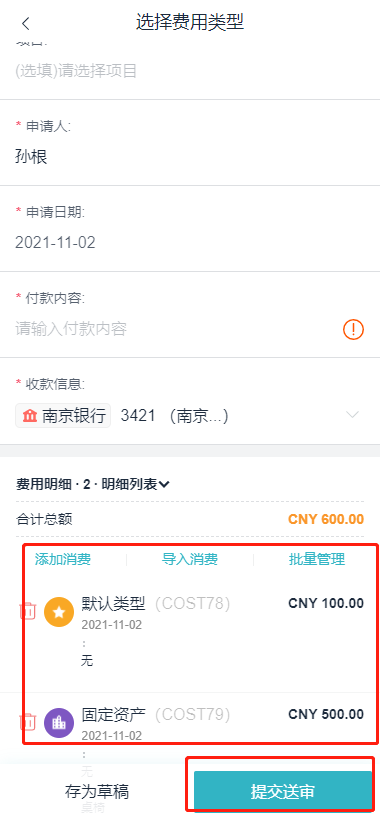 选择费用类型
项目:
(选填)请选择项目
* 申请人:
孙根
* 申请日期:
2021-11-02
* 付款内容:
请输入付款内容
* 收款信息:
南京银行 3421 （南京...）
费用明细 · 2 · 明细列表
合计总额 CNY 600.00
添加消费 导入消费 批量管理
默认类型 （COST78） CNY 100.00
2021-11-02
:
无
固定资产 （COST79） CNY 500.00
2021-11-02
:
无
存为草稿 提交送审